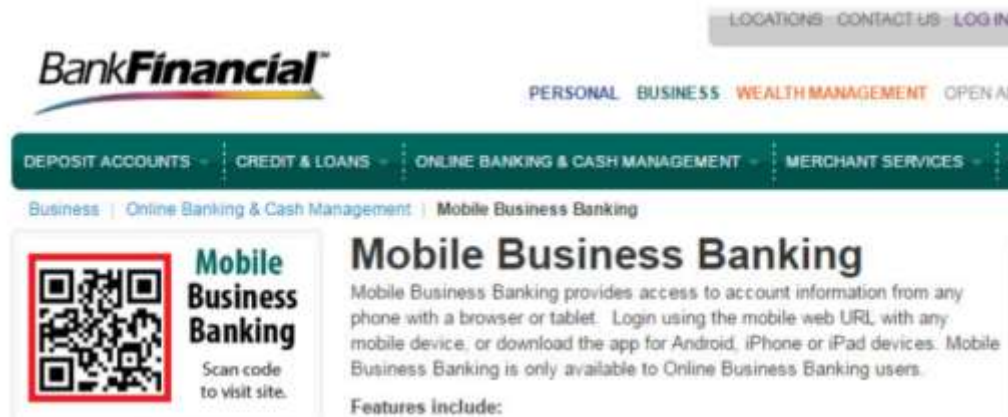 LOCATIONS CONTACT US LOG IN
BankFinancial™
PERSONAL BUSINESS WEALTH MANAGEMENT OPEN
DEPOSIT ACCOUNTS CREDIT & LOANS ONLINE BANKING & CASH MANAGEMENT MERCHANT SERVICES
Business | Online Banking & Cash Management | Mobile Business Banking
Mobile
Business
Banking
Scan code
to visit site.
Mobile Business Banking
Mobile Business Banking provides access to account information from any
phone with a browser or tablet. Login using the mobile web URL with any
mobile device, or download the app for Android, iPhone or iPad devices. Mobile
Business Banking is only available to Online Business Banking users.
Features include: